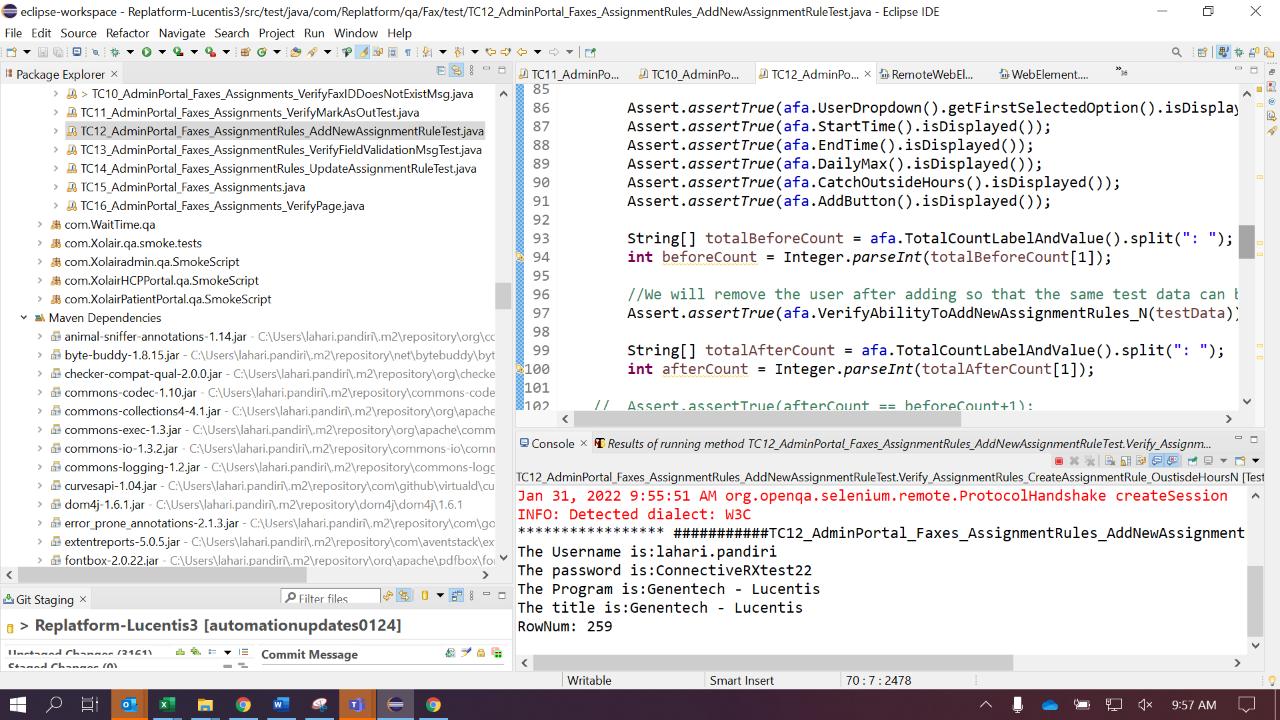 eclipse-workspace - Replatform-Lucentis3/src/test/java/com/Replatform/qa/Fax/test/TC12_AdminPortal_Faxes_AssignmentRules_AddNewAssignmentRuleTest.java - Eclipse IDE
File Edit Source Refactor Navigate Search Project Run Window Help
Package Explorer
> TC10_AdminPortal_Faxes_Assignments_VerifyFaxIDDoesNotExistMsg.java
TC11_AdminPortal_Faxes_Assignments_VerifyMarkAsOutTest.java
TC12_AdminPortal_Faxes_AssignmentRules_AddNewAssignmentRuleTest.java
TC13_AdminPortal_Faxes_AssignmentRules_VerifyFieldValidationMsgTest.java
TC14_AdminPortal_Faxes_AssignmentRules_UpdateAssignmentRuleTest.java
TC15_AdminPortal_Faxes_Assignments.java
TC16_AdminPortal_Faxes_Assignments_VerifyPage.java
com.WaitTime.qa
com.Xolair.qa.smoke.tests
com.Xolairadmin.qa.SmokeScript
com.XolairHCPPortal.qa.SmokeScript
com.XolairPatientPortal.qa.SmokeScript
Maven Dependencies
animal-sniffer-annotations-1.14.jar - C:\Users\lahari.pandiri\.m2\repository\org\co
byte-buddy-1.8.15.jar - C:\Users\lahari.pandiri\.m2\repository\net\bytebuddy\byt
checker-compat-qual-2.0.0.jar - C:\Users\lahari.pandiri\.m2\repository\org\checke
commons-codec-1.10.jar - C:\Users\lahari.pandiri\.m2\repository\commons-code
commons-collections4-4.1.jar - C:\Users\lahari.pandiri\.m2\repository\org\apache
commons-exec-1.3.jar - C:\Users\lahari.pandiri\.m2\repository\org\apache\comm
commons-io-1.3.2.jar - C:\Users\lahari.pandiri\.m2\repository\commons-io\comm
commons-logging-1.2.jar - C:\Users\lahari.pandiri\.m2\repository\commons-logg
curvesapi-1.04.jar - C:\Users\lahari.pandiri\.m2\repository\com\github\virtuald\cu
dom4j-1.6.1.jar - C:\Users\lahari.pandiri\.m2\repository\dom4j\dom4j\1.6.1
error_prone_annotations-2.1.3.jar - C:\Users\lahari.pandiri\.m2\repository\com\go
extentreports-5.0.5.jar - C:\Users\lahari.pandiri\.m2\repository\com\aventstack\ex
fontbox-2.0.22.jar - C:\Users\lahari.pandiri\.m2\repository\org\apache\pdfbox\for
Git Staging
Filter files
> Replatform-Lucentis3 [automationupdates0124]
Unstaged Changes (3161)
Staged Changes (0)
Commit Message
TC11_AdminPo... TC10_AdminPo... TC12_AdminPo... RemoteWebEl... WebElement.... »36
85
86 Assert.assertTrue(afa.UserDropdown().getFirstSelectedOption().isDisplay
87 Assert.assertTrue(afa.StartTime().isDisplayed());
88 Assert.assertTrue(afa.EndTime().isDisplayed());
89 Assert.assertTrue(afa.DailyMax().isDisplayed());
90 Assert.assertTrue(afa.CatchOutsideHours().isDisplayed());
91 Assert.assertTrue(afa.AddButton().isDisplayed());
92
93 String[] totalBeforeCount = afa.TotalCountLabelAndValue().split(": ");
94 int beforeCount = Integer.parseInt(totalBeforeCount[1]);
95
96 //We will remove the user after adding so that the same test data can b
97 Assert.assertTrue(afa.VerifyAbilityToAddNewAssignmentRules_N(testData))
98
99 String[] totalAfterCount = afa.TotalCountLabelAndValue().split(": ");
100 int afterCount = Integer.parseInt(totalAfterCount[1]);
101
102 // Assert.assertTrue(afterCount == beforeCount+1);
Console Results of running method TC12_AdminPortal_Faxes_AssignmentRules_AddNewAssignmentRuleTest.Verify_Assignm...
TC12_AdminPortal_Faxes_AssignmentRules_AddNewAssignmentRuleTest.Verify_AssignmentRules_CreateAssignmentRule_OustisdeHoursN [Test
Jan 31, 2022 9:55:51 AM org.openqa.selenium.remote.ProtocolHandshake createSession
INFO: Detected dialect: W3C
***************** ###########TC12_AdminPortal_Faxes_AssignmentRules_AddNewAssignment
The Username is:lahari.pandiri
The password is:ConnectiveRXtest22
The Program is:Genentech - Lucentis
The title is:Genentech - Lucentis
RowNum: 259
Writable Smart Insert 70 : 7 : 2478
9:57 AM